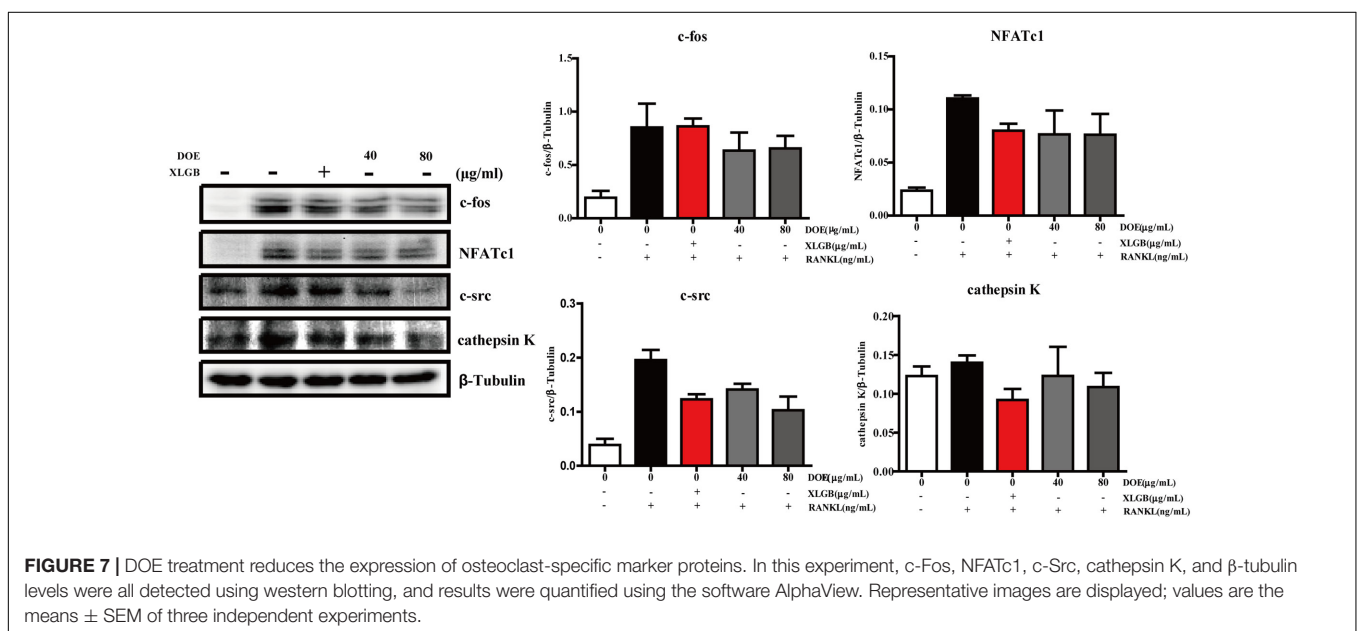 DOE 40 80
XLGB - - + - - (μg/ml)
c-fos
NFATc1
c-src
cathepsin K
β-Tubulin
c-fos
c-fos/β-Tubulin
1.5
1.0
0.5
0.0
0 0 0 40 80 DOE(μg/mL)
- - + - - XLGB(μg/mL)
- + + + + RANKL(ng/mL)
NFATc1
NFATc1/β-Tubulin
0.15
0.10
0.05
0.00
0 0 0 40 80 DOE(μg/mL)
- - + - - XLGB(μg/mL)
- + + + + RANKL(ng/mL)
c-src
c-src/β-Tubulin
0.3
0.2
0.1
0.0
0 0 0 40 80 DOE(μg/mL)
- - + - - XLGB(μg/mL)
- + + + + RANKL(ng/mL)
cathepsin K
cathepsin K/β-Tubulin
0.15
0.10
0.05
0.00
0 0 0 40 80 DOE(μg/mL)
- - + - - XLGB(μg/mL)
- + + + + RANKL(ng/mL)
FIGURE 7 | DOE treatment reduces the expression of osteoclast-specific marker proteins. In this experiment, c-Fos, NFATc1, c-Src, cathepsin K, and β-tubulin
levels were all detected using western blotting, and results were quantified using the software AlphaView. Representative images are displayed; values are the
means ± SEM of three independent experiments.